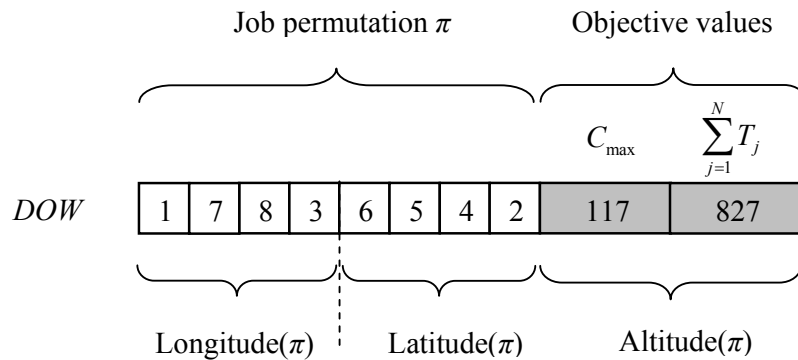 Job permutation π Objective values
C_max \sum_{j=1}^{N} T_j
DOW 1 7 8 3 6 5 4 2 117 827
Longitude(π) Latitude(π) Altitude(π)